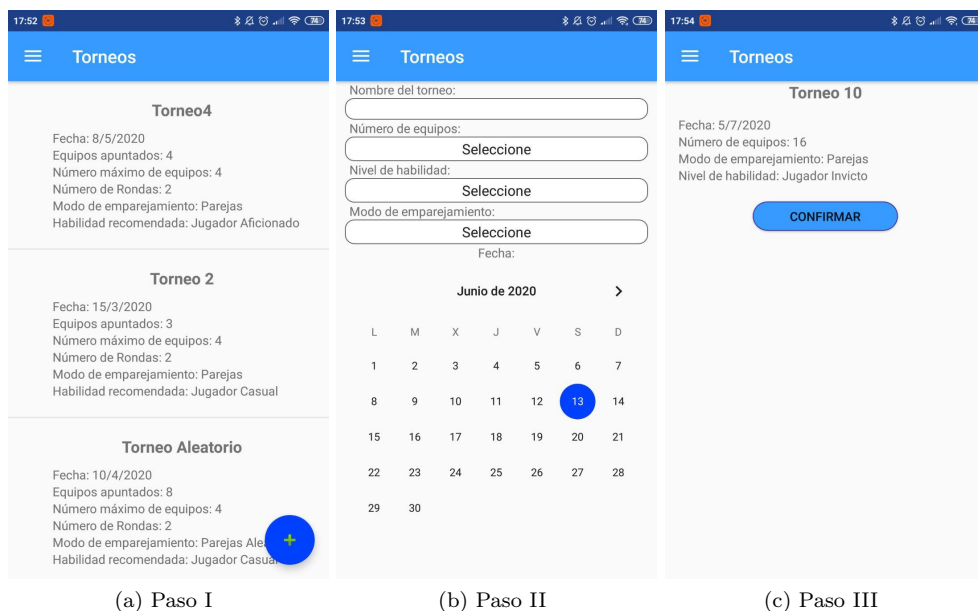 17:52 74
Torneos
Torneo4
Fecha: 8/5/2020
Equipos apuntados: 4
Número máximo de equipos: 4
Número de Rondas: 2
Modo de emparejamiento: Parejas
Habilidad recomendada: Jugador Aficionado
Torneo 2
Fecha: 15/3/2020
Equipos apuntados: 3
Número máximo de equipos: 4
Número de Rondas: 2
Modo de emparejamiento: Parejas
Habilidad recomendada: Jugador Casual
Torneo Aleatorio
Fecha: 10/4/2020
Equipos apuntados: 8
Número máximo de equipos: 4
Número de Rondas: 2
Modo de emparejamiento: Parejas Ale
+
Habilidad recomendada: Jugador Casual
(a) Paso I
17:53 74
Torneos
Nombre del torneo:
Número de equipos:
Seleccione
Nivel de habilidad:
Seleccione
Modo de emparejamiento:
Seleccione
Fecha:
Junio de 2020 >
L M X J V S D
1 2 3 4 5 6 7
8 9 10 11 12 13 14
15 16 17 18 19 20 21
22 23 24 25 26 27 28
29 30
(b) Paso II
17:54 74
Torneos
Torneo 10
Fecha: 5/7/2020
Número de equipos: 16
Modo de emparejamiento: Parejas
Nivel de habilidad: Jugador Invicto
CONFIRMAR
(c) Paso III